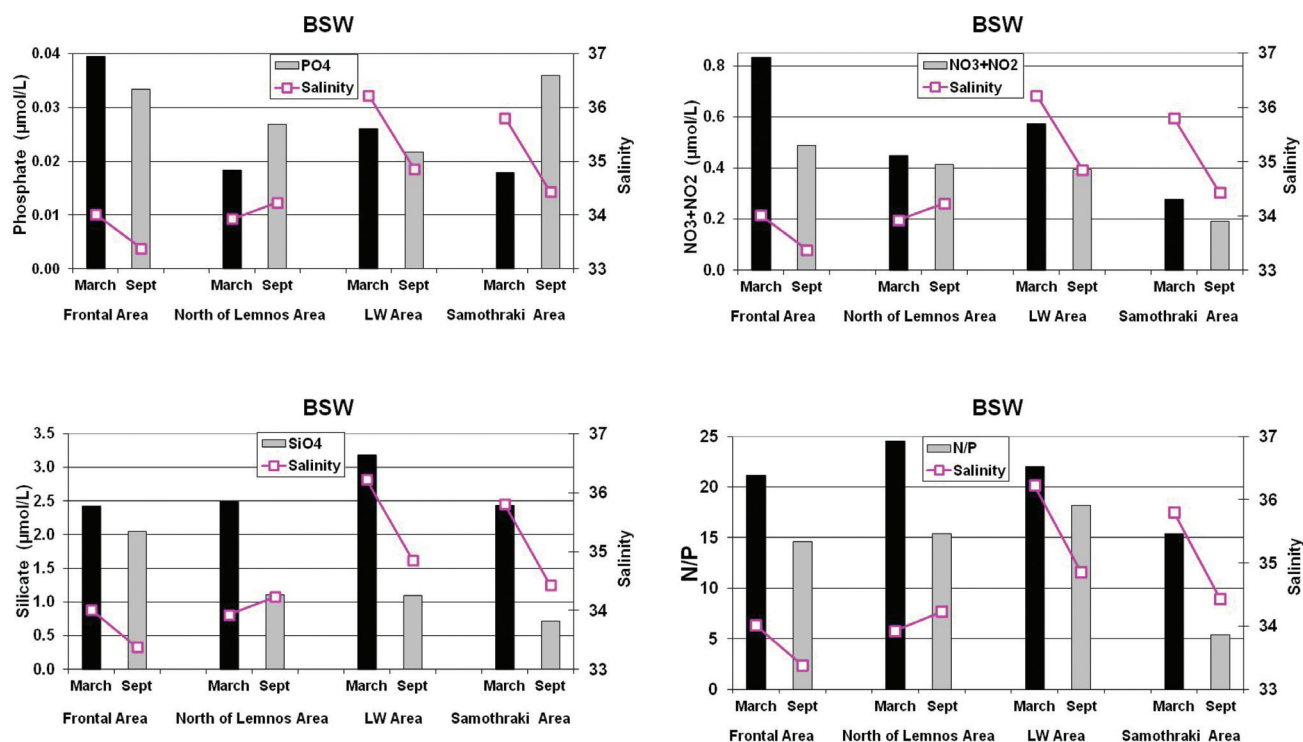 BSW
0.04
0.03
0.02
0.01
0.00
Phosphate (µmol/L)
PO4
Salinity
37
36
35
34
33
Salinity
March Sept March Sept March Sept March Sept
Frontal Area North of Lemnos Area LW Area Samothraki Area
BSW
0.8
0.6
0.4
0.2
0.0
NO3+NO2 (µmol/L)
NO3+NO2
Salinity
37
36
35
34
33
Salinity
March Sept March Sept March Sept March Sept
Frontal Area North of Lemnos Area LW Area Samothraki Area
BSW
3.5
3.0
2.5
2.0
1.5
1.0
0.5
0.0
Silicate (µmol/L)
SiO4
Salinity
37
36
35
34
33
Salinity
March Sept March Sept March Sept March Sept
Frontal Area North of Lemnos Area LW Area Samothraki Area
BSW
25
20
15
10
5
0
N/P
N/P
Salinity
37
36
35
34
33
Salinity
March Sept March Sept March Sept March Sept
Frontal Area North of Lemnos Area LW Area Samothraki Area